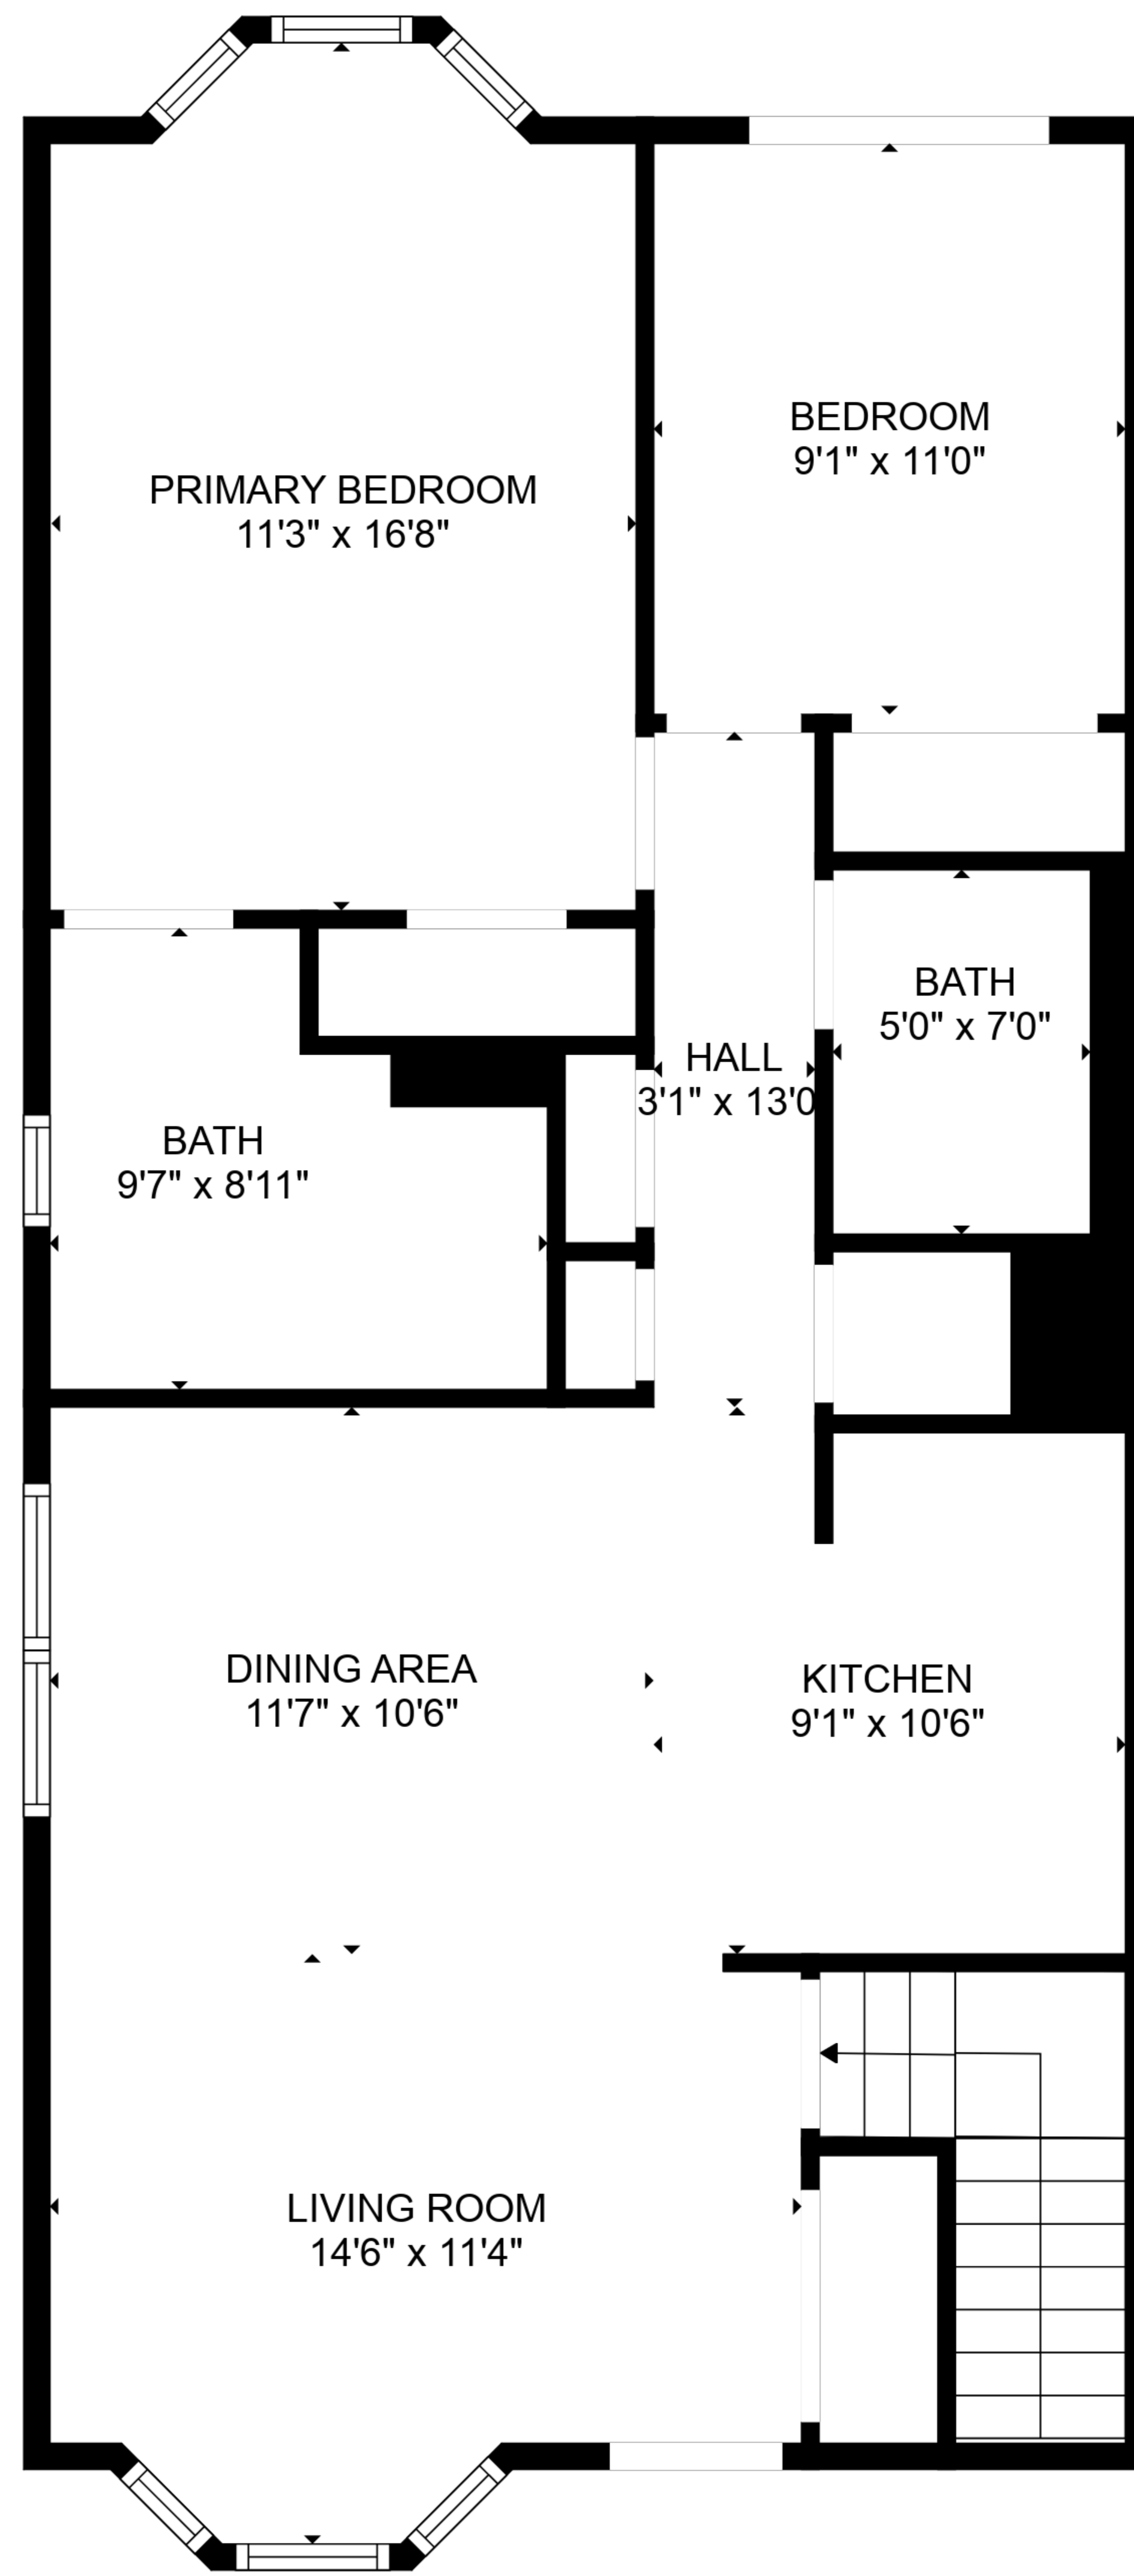 BEDROOM
9'1" x 11'0"
PRIMARY BEDROOM
11'3" x 16'8"
BATH
5'0" x 7'0"
HALL
3'1" x 13'0
BATH
9'7" x 8'11"
DINING AREA
11'7" x 10'6"
KITCHEN
9'1" x 10'6"
LIVING ROOM
14'6" x 11'4"